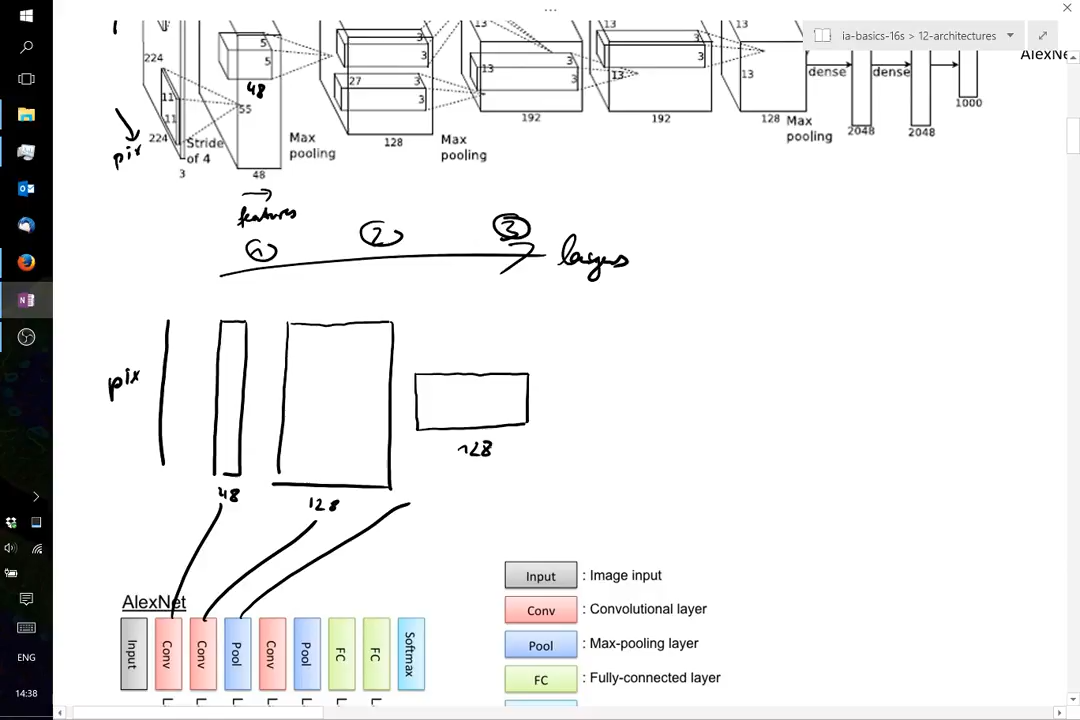 ...
ia-basics-16s > 12-architectures
13
13
13
3
5
5
3
3
3
13
3
3
3
3
13
13
224
48
27
11
55
dense
dense
AlexNe
1000
11
192
192
128
Max
pooling
2048
2048
224
Stride
of 4
Max
pooling
128
Max
pooling
pix
3
48
features
1
2
3
layers
pix
48
128
128
AlexNet
Input
Conv
Conv
Pool
Conv
Pool
FC
FC
Softmax
Input : Image input
Conv : Convolutional layer
Pool : Max-pooling layer
FC : Fully-connected layer
ENG
14:38